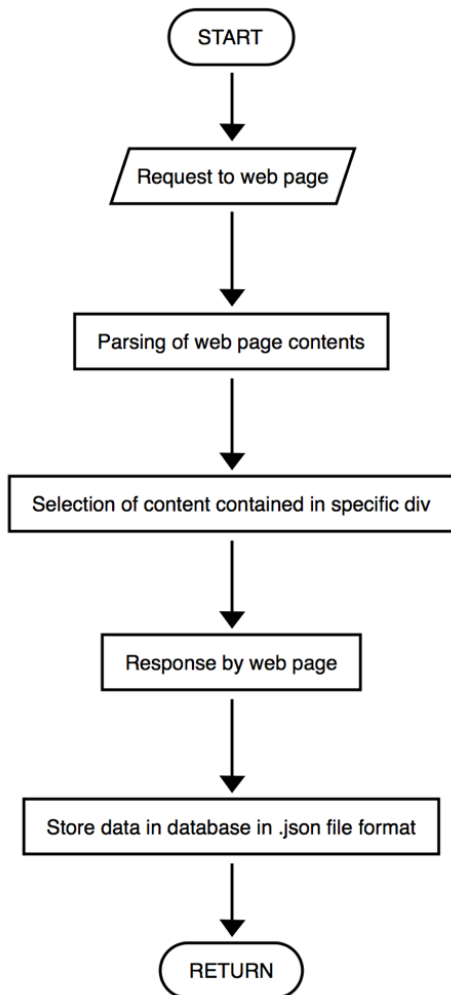 START
Request to web page
Parsing of web page contents
Selection of content contained in specific div
Response by web page
Store data in database in .json file format
RETURN